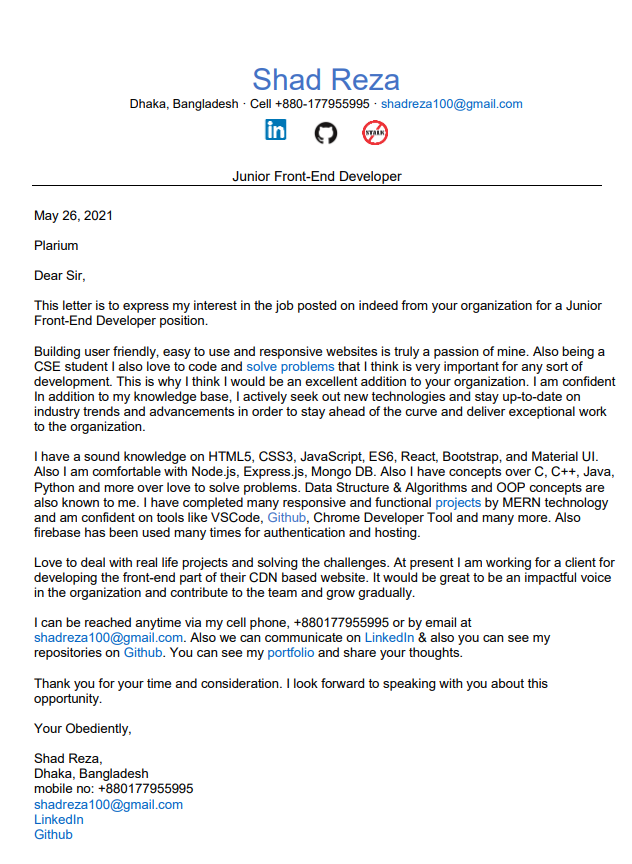 Shad Reza
Dhaka, Bangladesh · Cell +880-177955995 · shadreza100@gmail.com
in
STALK
Junior Front-End Developer
May 26, 2021
Plarium
Dear Sir,
This letter is to express my interest in the job posted on indeed from your organization for a Junior
Front-End Developer position.
Building user friendly, easy to use and responsive websites is truly a passion of mine. Also being a
CSE student I also love to code and solve problems that I think is very important for any sort of
development. This is why I think I would be an excellent addition to your organization. I am confident
In addition to my knowledge base, I actively seek out new technologies and stay up-to-date on
industry trends and advancements in order to stay ahead of the curve and deliver exceptional work
to the organization.
I have a sound knowledge on HTML5, CSS3, JavaScript, ES6, React, Bootstrap, and Material UI.
Also I am comfortable with Node.js, Express.js, Mongo DB. Also I have concepts over C, C++, Java,
Python and more over love to solve problems. Data Structure & Algorithms and OOP concepts are
also known to me. I have completed many responsive and functional projects by MERN technology
and am confident on tools like VSCode, Github, Chrome Developer Tool and many more. Also
firebase has been used many times for authentication and hosting.
Love to deal with real life projects and solving the challenges. At present I am working for a client for
developing the front-end part of their CDN based website. It would be great to be an impactful voice
in the organization and contribute to the team and grow gradually.
I can be reached anytime via my cell phone, +880177955995 or by email at
shadreza100@gmail.com. Also we can communicate on LinkedIn & also you can see my
repositories on Github. You can see my portfolio and share your thoughts.
Thank you for your time and consideration. I look forward to speaking with you about this
opportunity.
Your Obediently,
Shad Reza,
Dhaka, Bangladesh
mobile no: +880177955995
shadreza100@gmail.com
LinkedIn
Github